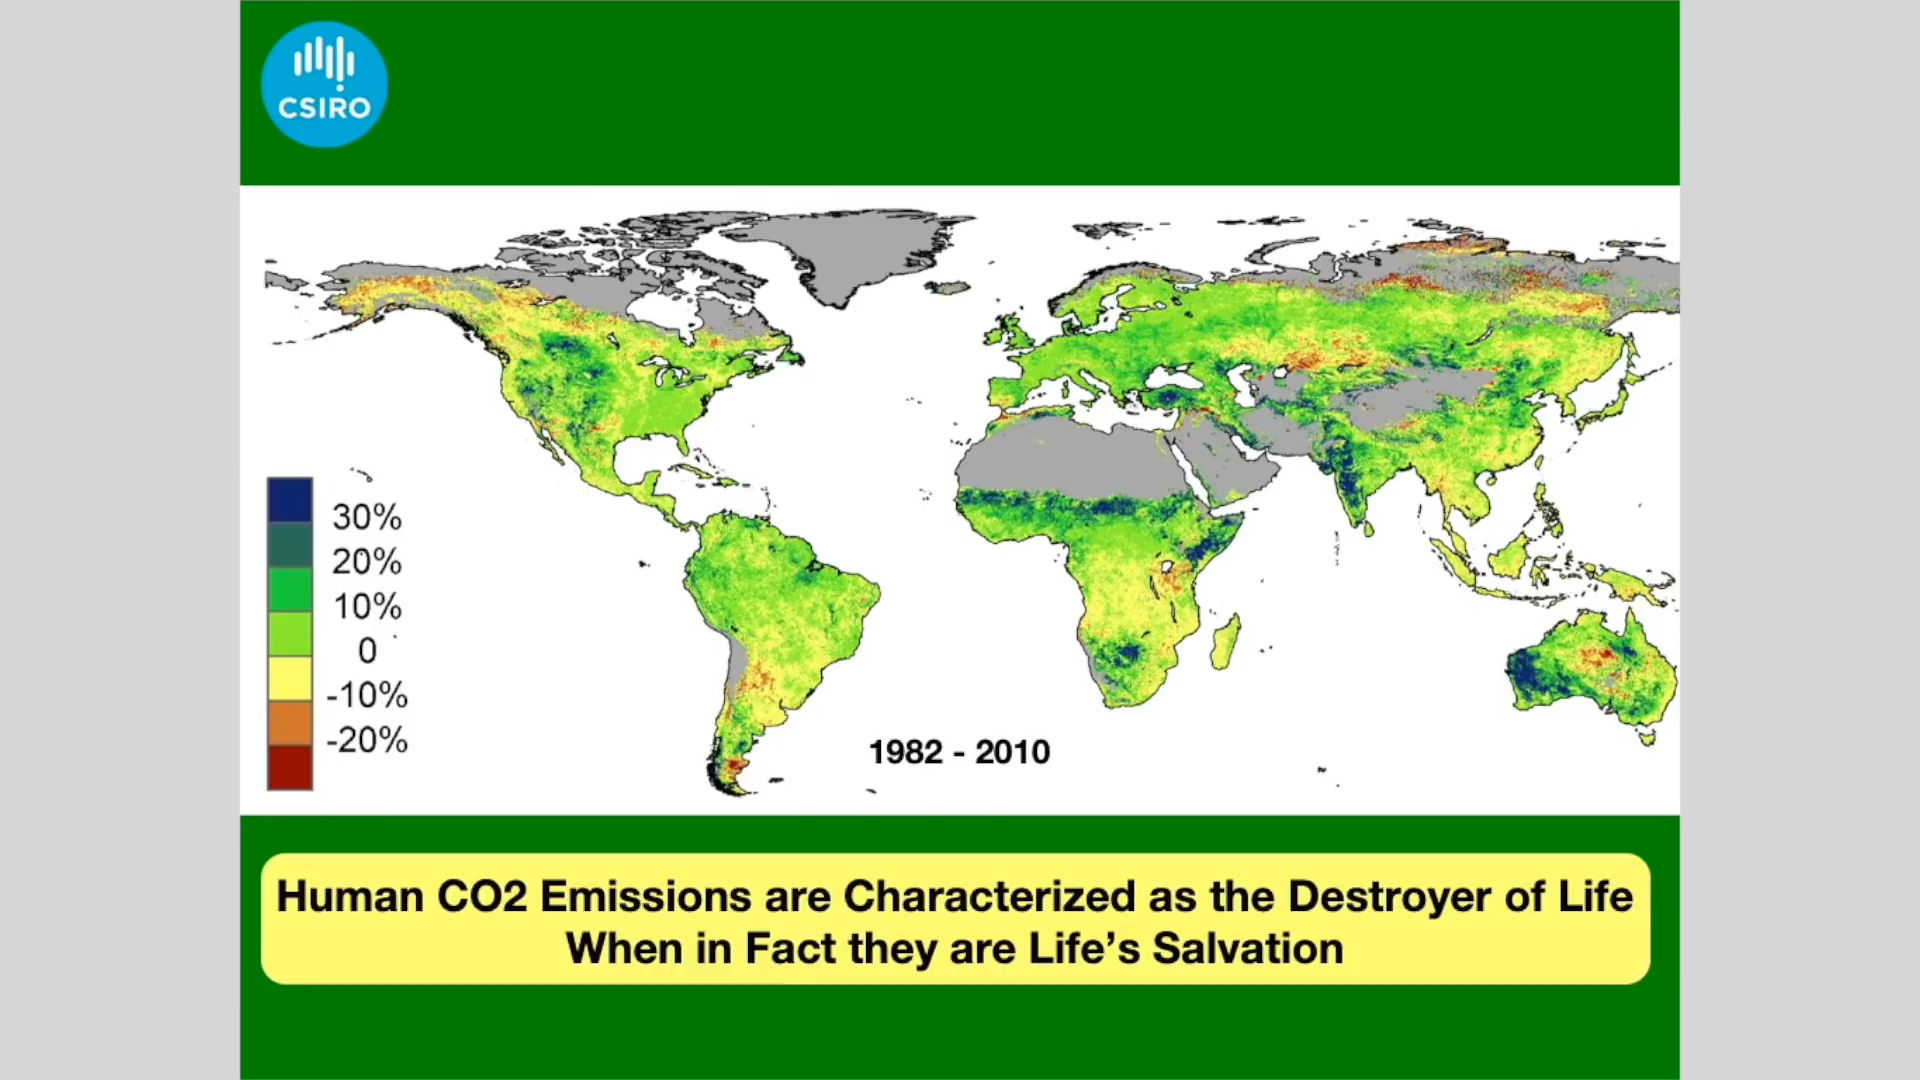 CSIRO
30%
20%
10%
0
-10%
-20%
1982 - 2010
Human CO2 Emissions are Characterized as the Destroyer of Life
When in Fact they are Life’s Salvation